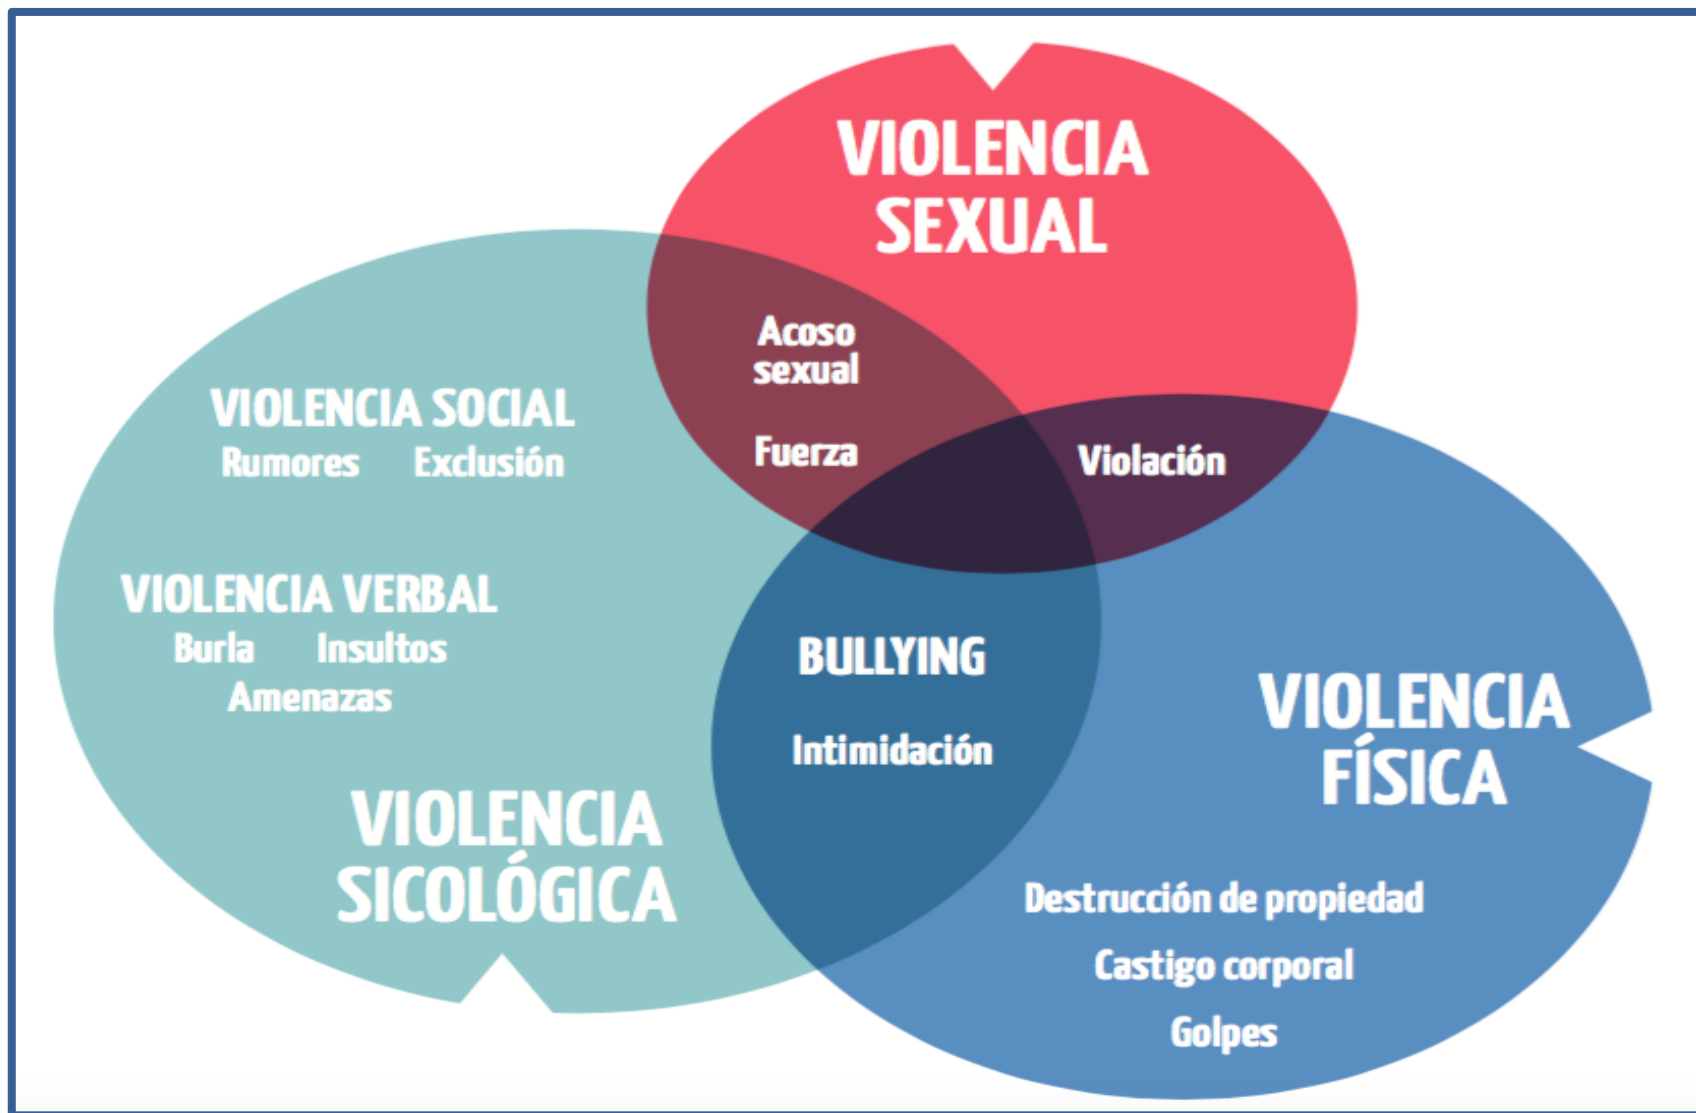 VIOLENCIA
SEXUAL
Acoso
sexual
Fuerza
Violación
VIOLENCIA SOCIAL
Rumores Exclusión
VIOLENCIA VERBAL
Burla Insultos
Amenazas
VIOLENCIA
SICOLÓGICA
BULLYING
Intimidación
VIOLENCIA
FÍSICA
Destrucción de propiedad
Castigo corporal
Golpes